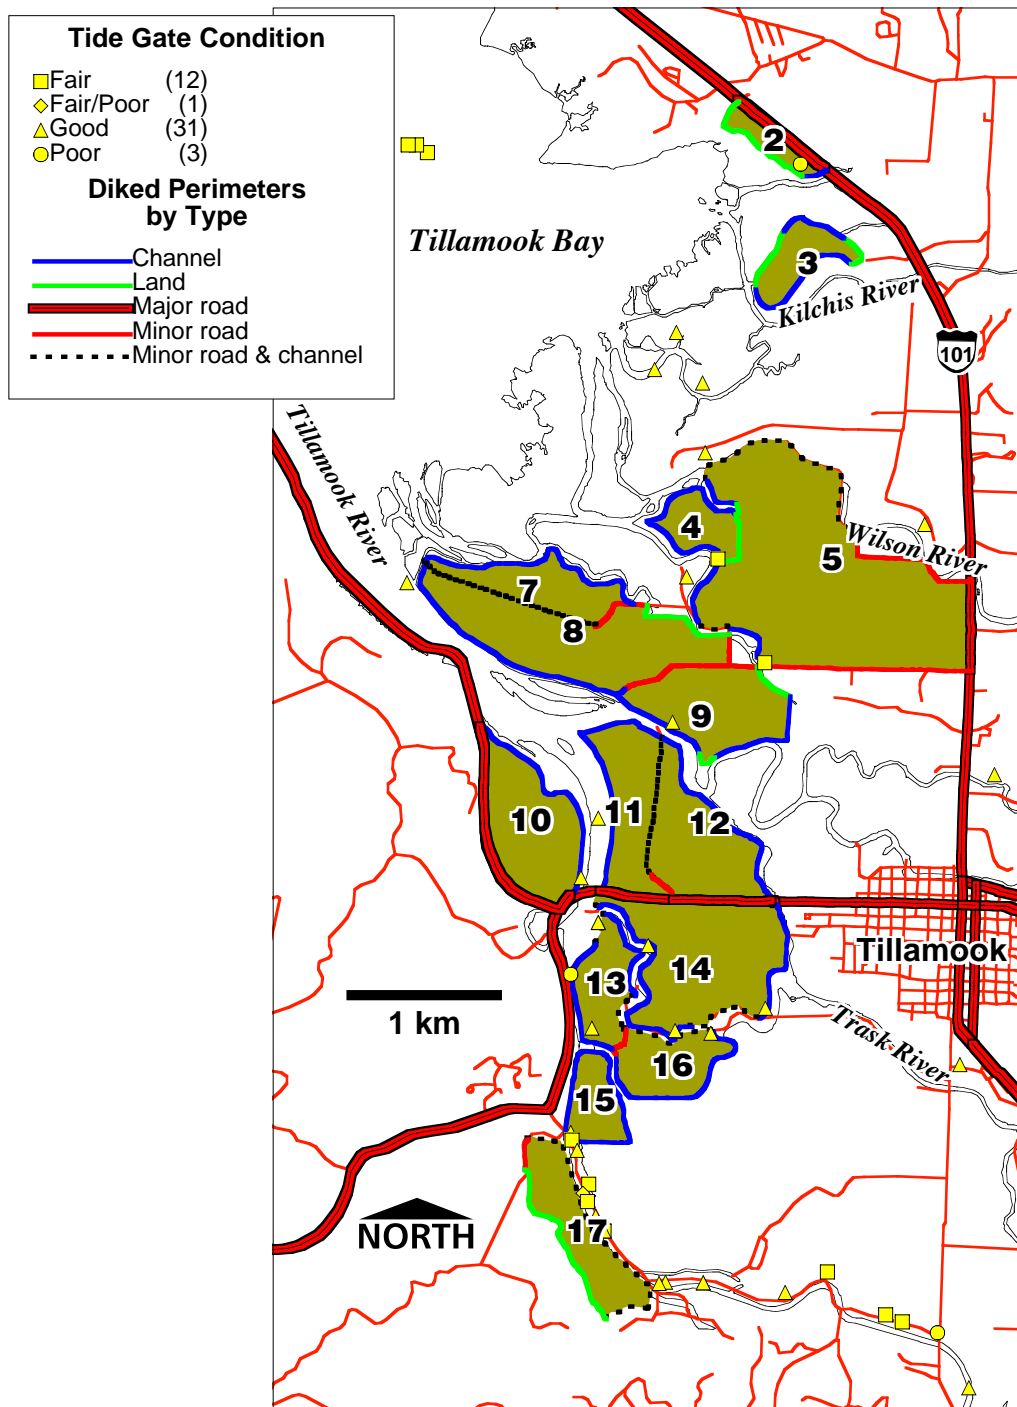 Tide Gate Condition
Fair (12)
Fair/Poor (1)
Good (31)
Poor (3)
Diked Perimeters
by Type
Channel
Land
Major road
Minor road
Minor road & channel
2
Tillamook Bay
3
Kilchis River
101
Tillamook River
4
Wilson River
5
7
8
9
10
11
12
Tillamook
13
14
1 km
Trask River
16
15
17
NORTH